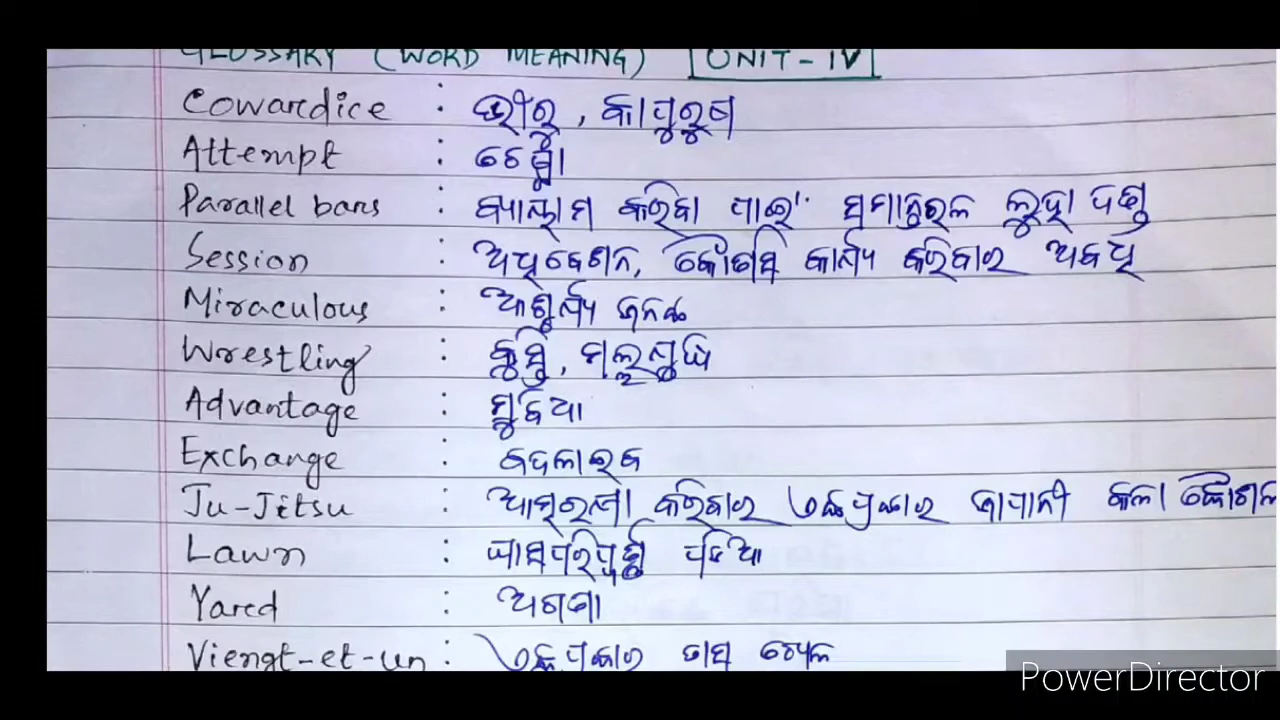 GLOSSARY (WORD MEANING) UNIT-IV
Cowardice : ଭୀରୁ, କାପୁରୁଷ
Attempt : ଚେଷ୍ଟା
Parallel bars : ବ୍ୟାୟାମ କରିବା ପାଇଁ ସମାନ୍ତରାଳ ଲୁହା ଦଣ୍ଡ
Session : ଅଧିବେଶନ, କୌଣସି କାର୍ଯ୍ୟ କରିବାର ଅବଧି
Miraculous : ଆଶ୍ଚର୍ଯ୍ୟ ଜନକ
Wrestling : କୁସ୍ତି, ମଲ୍ଲଯୁଦ୍ଧ
Advantage : ସୁବିଧା
Exchange : ବଦଳାଇବ
Ju-Jitsu : ଆତ୍ମରକ୍ଷା କରିବାର ଏକପ୍ରକାର ଜାପାନୀ କଳା କୌଶଳ
Lawn : ଘାସପରିପୂର୍ଣ୍ଣ ପଡିଆ
Yared : ଅଗଣା
Viengt-et-un : ଏକପ୍ରକାର ତାସ ଖେଳ
PowerDirector